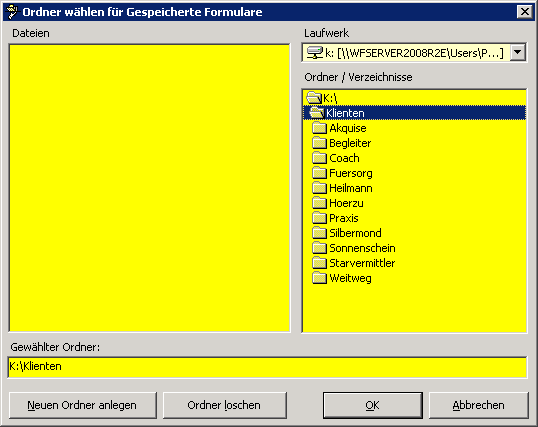 Ordner wählen für Gespeicherte Formulare
Dateien
Laufwerk
k: [\\WFSERVER2008R2E\Users\P...]
Ordner / Verzeichnisse
K:\
Klienten
Akquise
Begleiter
Coach
Fuersorg
Heilmann
Hoerzu
Praxis
Silbermond
Sonnenschein
Starvermittler
Weitweg
Gewählter Ordner:
K:\Klienten
Neuen Ordner anlegen
Ordner loschen
OK
Abbrechen